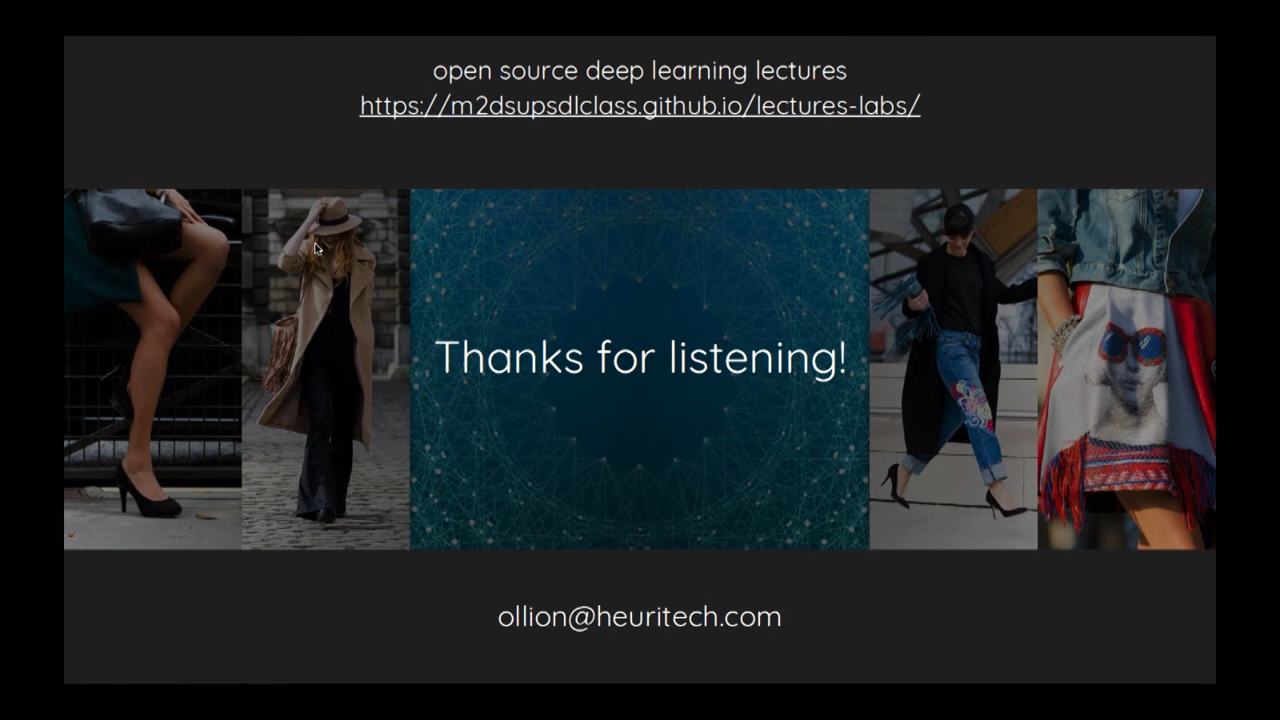 open source deep learning lectures
https://m2dsupsdlclass.github.io/lectures-labs/
Thanks for listening!
ollion@heuritech.com